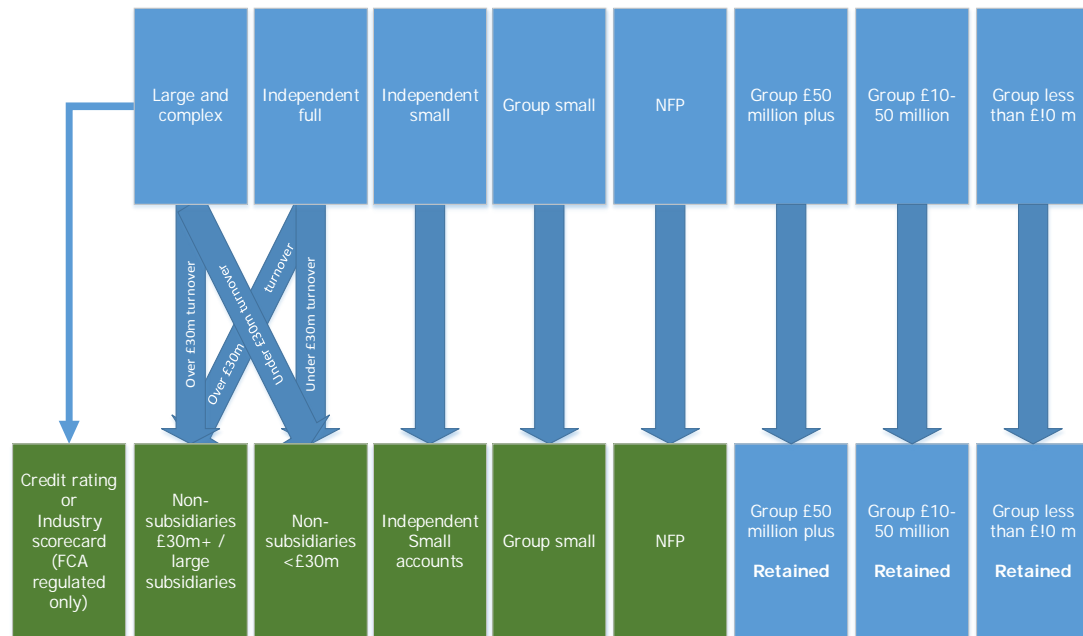 Large and
complex
Independent
full
Independent
small
Group small
NFP
Group £50
million plus
Group £10-
50 million
Group less
than £!0 m
Over £30m turnover
Under £30m turnover
Over £30m turnover
Under £30m turnover
Credit rating
or
Industry
scorecard
(FCA
regulated
only)
Non-
subsidiaries
£30m+ /
large
subsidiaries
Non-
subsidiaries
<£30m
Independent
Small
accounts
Group small
NFP
Group £50
million plus
Retained
Group £10-
50 million
Retained
Group less
than £!0 m
Retained